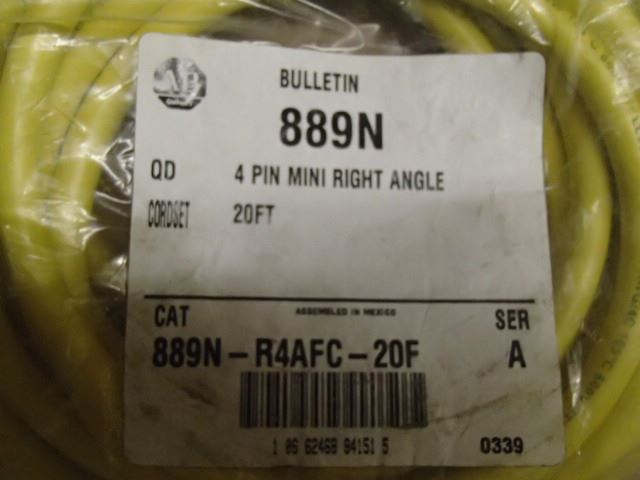 AB
BULLETIN
889N
QD 4 PIN MINI RIGHT ANGLE
CORDSET 20FT
ASSEMBLED IN MEXICO
CAT SER
889N-R4AFC-20F A
1 06 62468 94151 5
0339